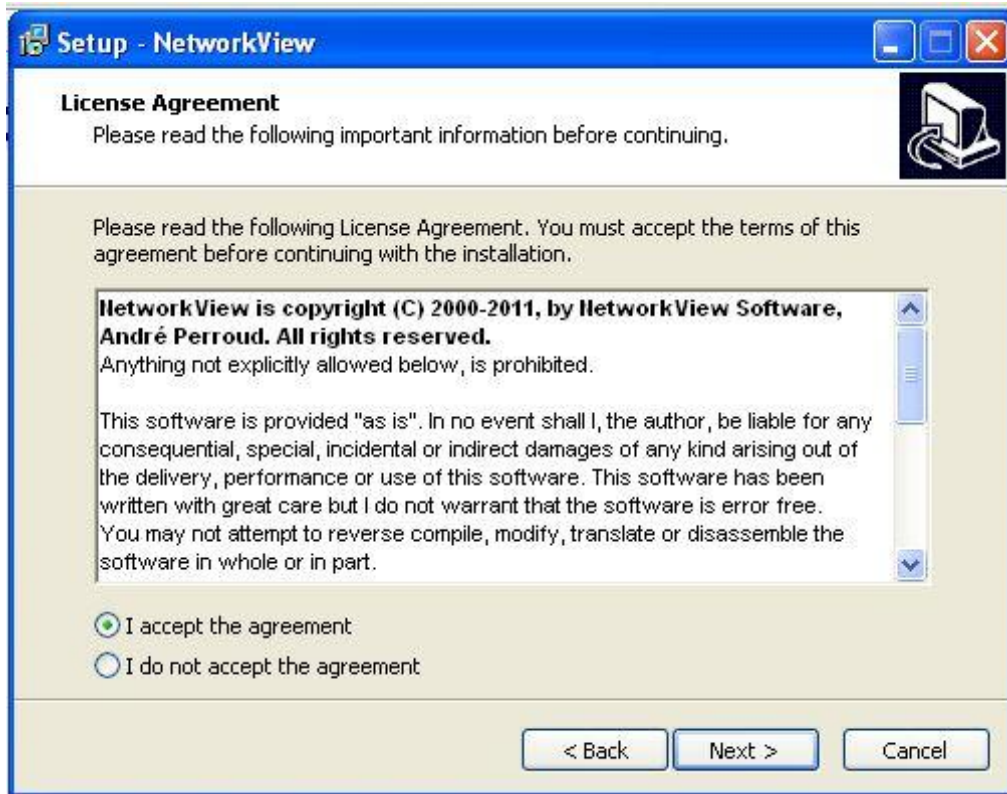 Setup - NetworkView
License Agreement
Please read the following important information before continuing.
Please read the following License Agreement. You must accept the terms of this
agreement before continuing with the installation.
NetworkView is copyright (C) 2000-2011, by NetworkView Software,
André Perroud. All rights reserved.
Anything not explicitly allowed below, is prohibited.
This software is provided "as is". In no event shall I, the author, be liable for any
consequential, special, incidental or indirect damages of any kind arising out of
the delivery, performance or use of this software. This software has been
written with great care but I do not warrant that the software is error free.
You may not attempt to reverse compile, modify, translate or disassemble the
software in whole or in part.
I accept the agreement
I do not accept the agreement
< Back Next > Cancel